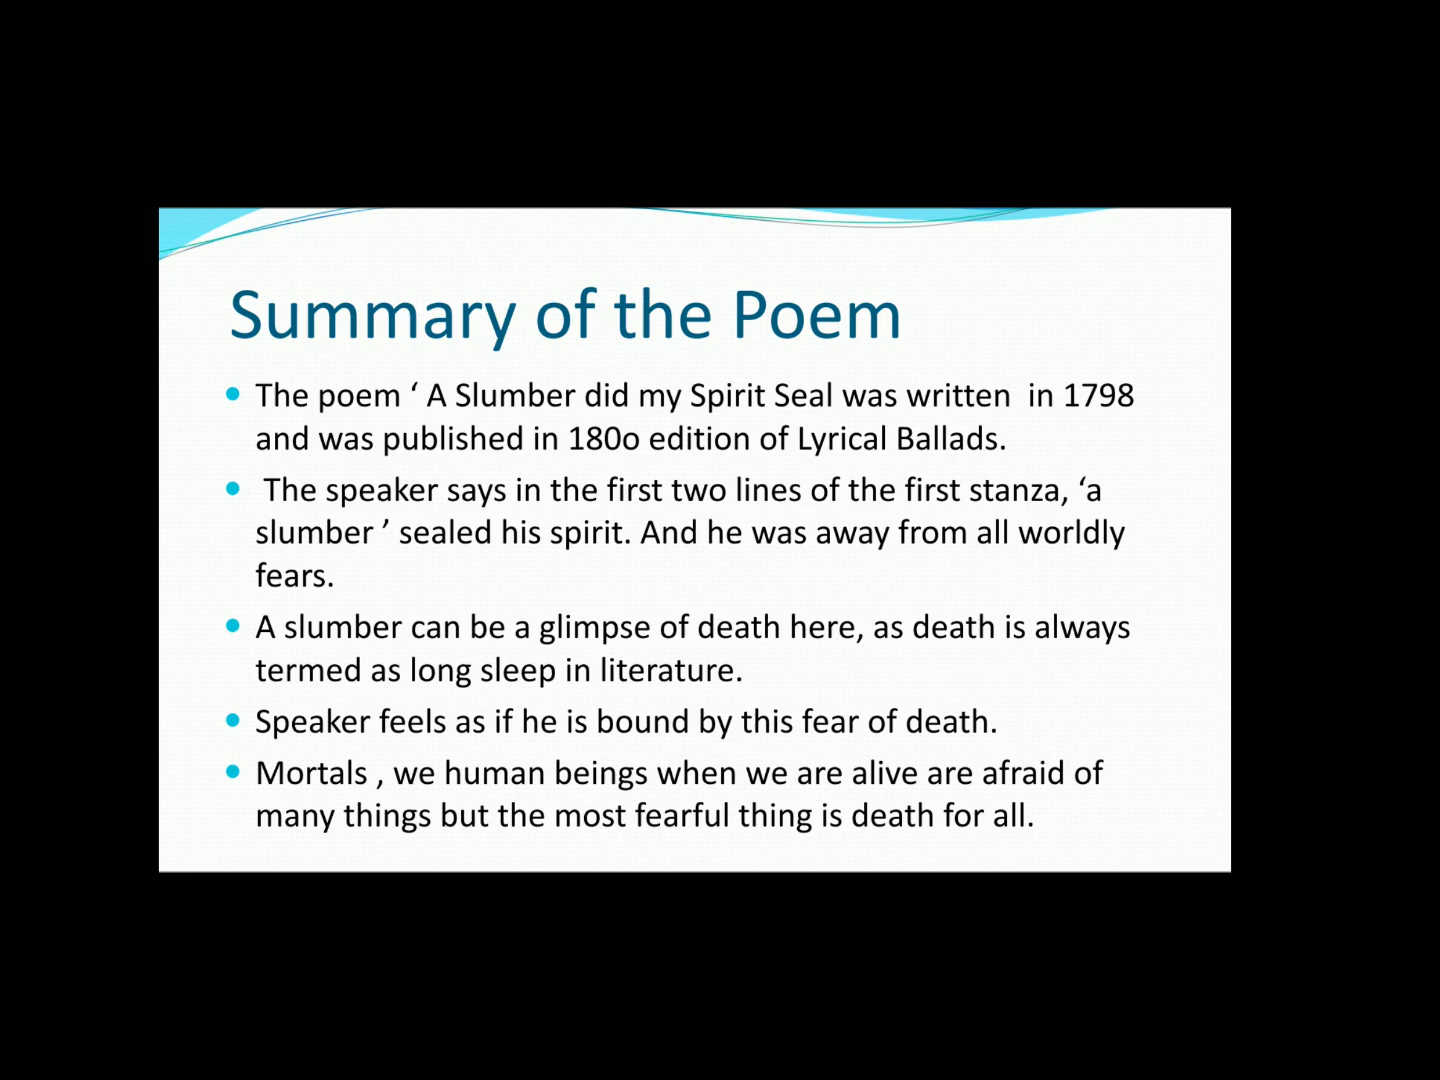 Summary of the Poem
The poem ‘ A Slumber did my Spirit Seal was written  in 1798
and was published in 180o edition of Lyrical Ballads.
The speaker says in the first two lines of the first stanza, ‘a
slumber ’ sealed his spirit. And he was away from all worldly
fears.
A slumber can be a glimpse of death here, as death is always
termed as long sleep in literature.
Speaker feels as if he is bound by this fear of death.
Mortals , we human beings when we are alive are afraid of
many things but the most fearful thing is death for all.